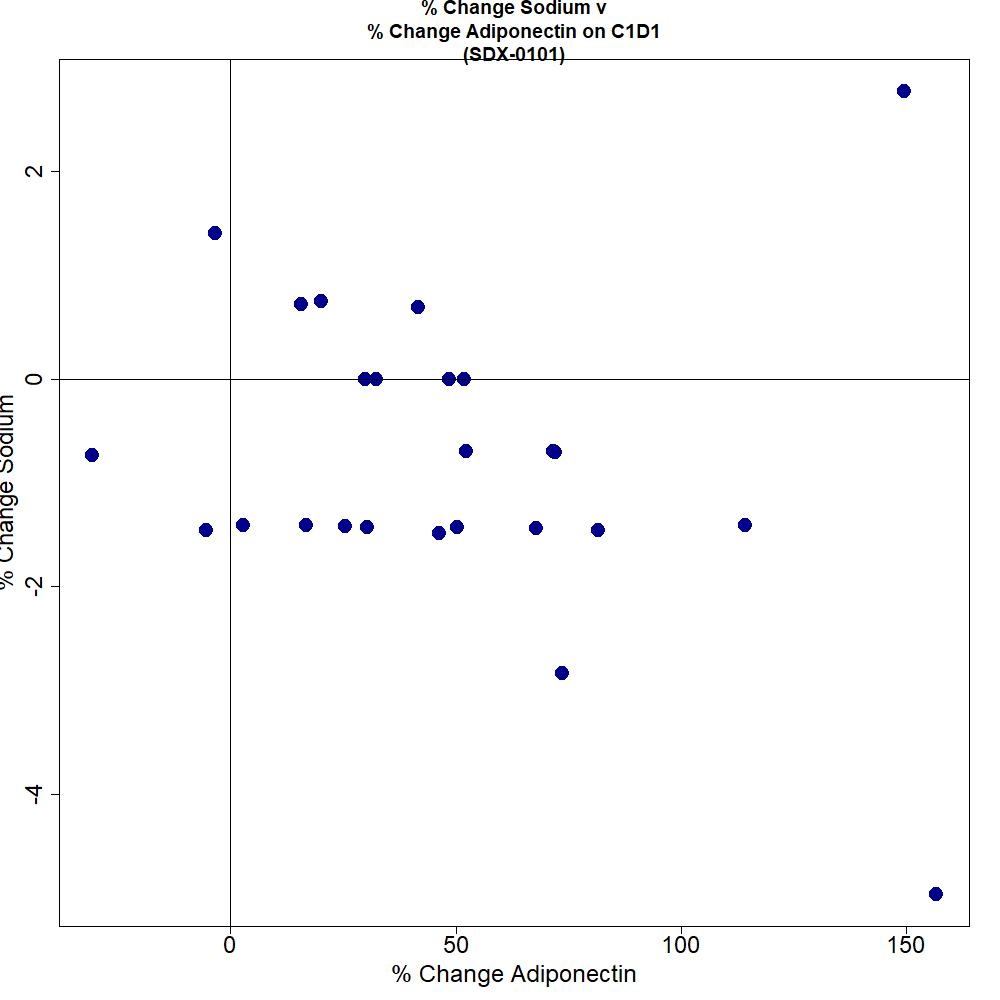 % Change Sodium v
% Change Adiponectin on C1D1
(SDX-0101)
% Change Sodium
2
0
-2
-4
0
50
100
150
% Change Adiponectin